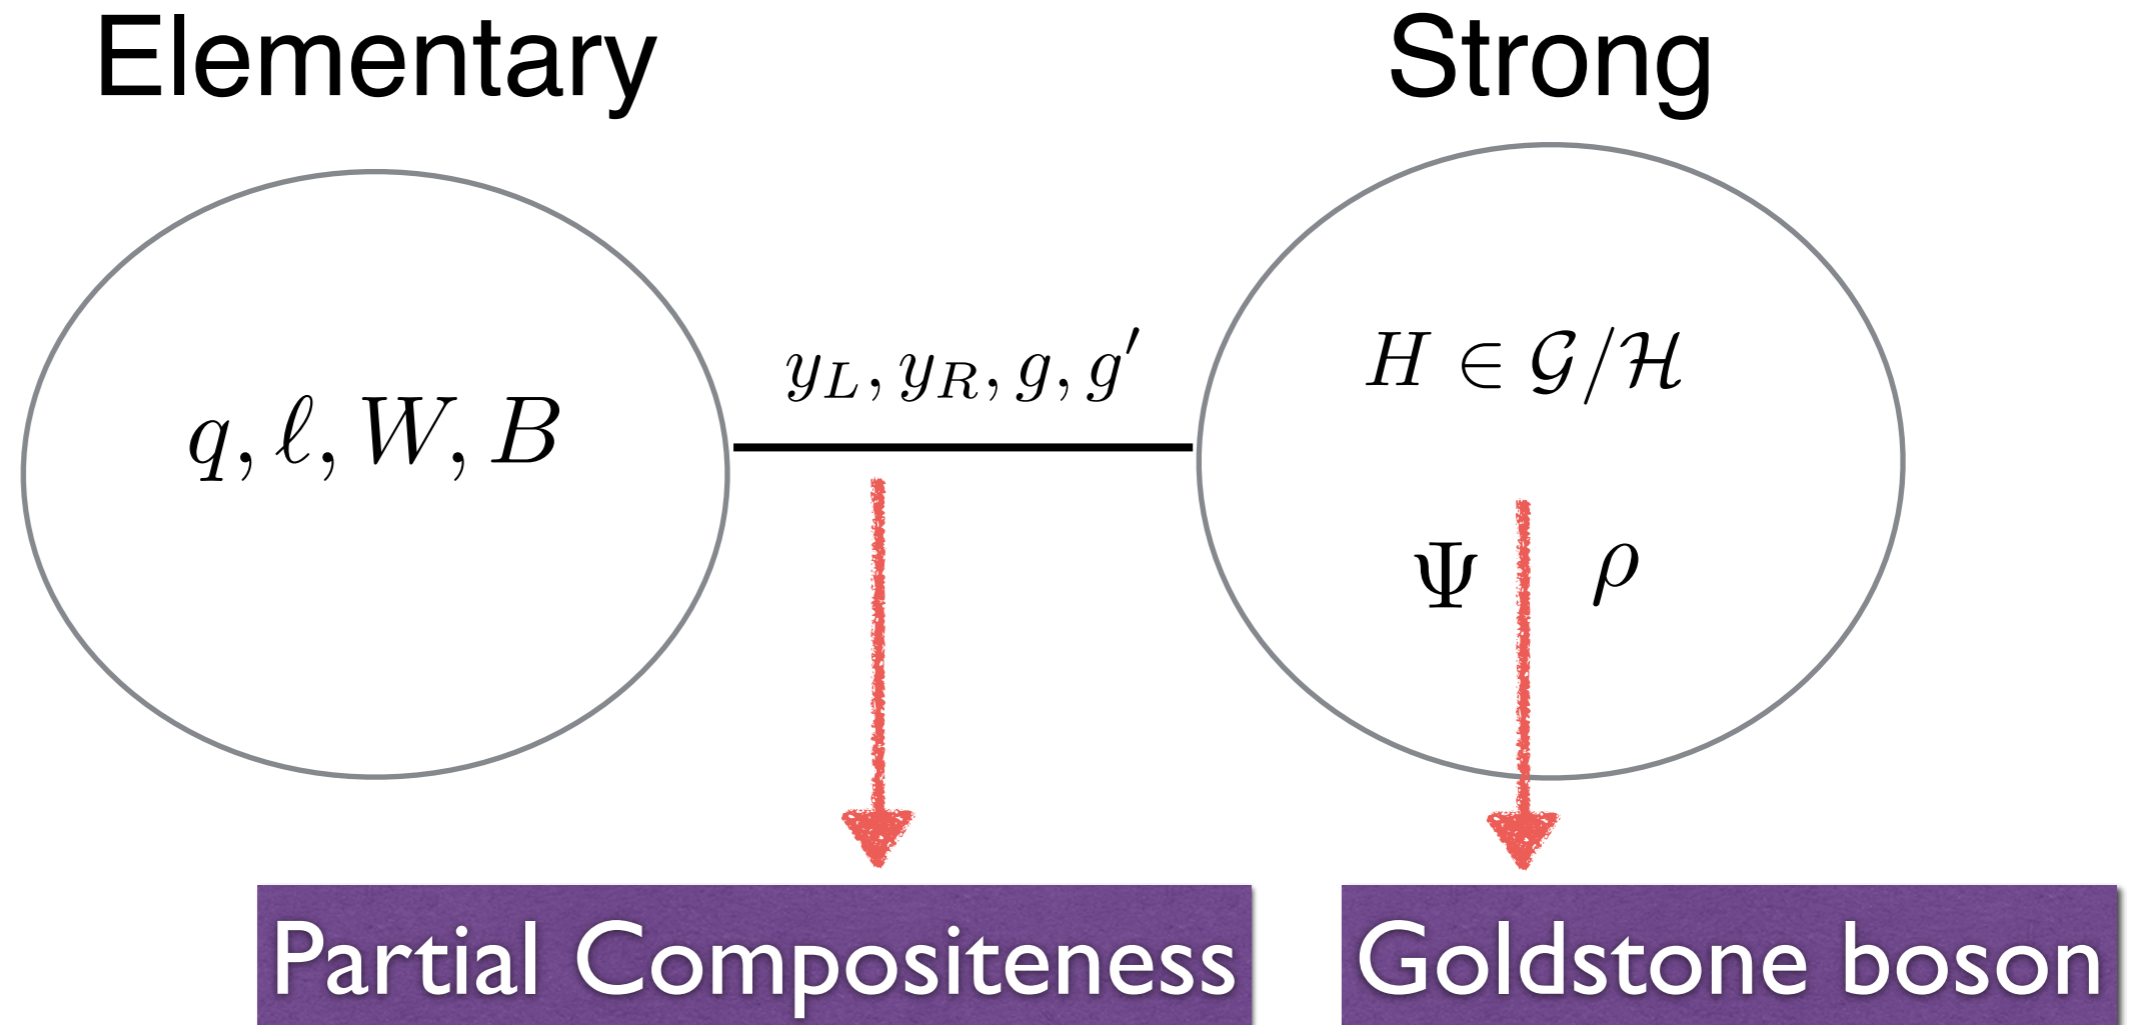 Elementary
Strong
q, ℓ, W, B
y_L, y_R, g, g′
H ∈ 𝒢/ℋ
Ψ ρ
Partial Compositeness
Goldstone boson